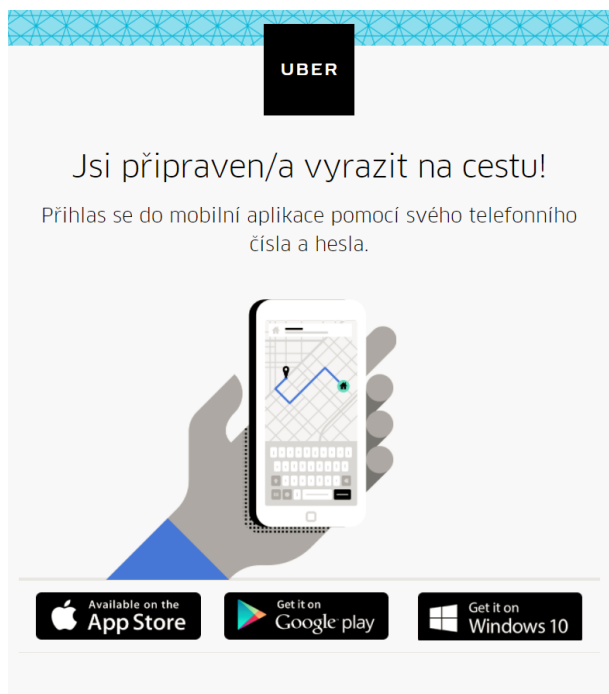 UBER
Jsi připraven/a vyrazit na cestu!
Přihlas se do mobilní aplikace pomocí svého telefonního
čísla a hesla.
Available on the
App Store
Get it on
Google play
Get it on
Windows 10